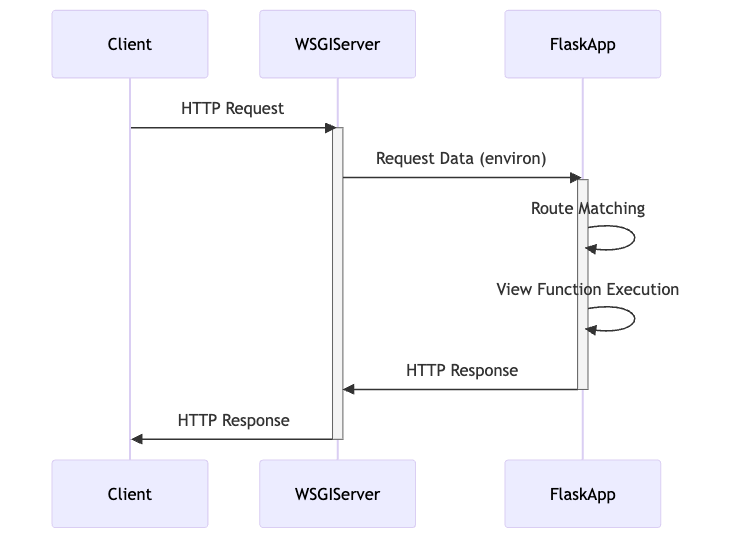 Client
WSGIServer
FlaskApp
HTTP Request
Request Data (environ)
Route Matching
View Function Execution
HTTP Response
HTTP Response
Client
WSGIServer
FlaskApp